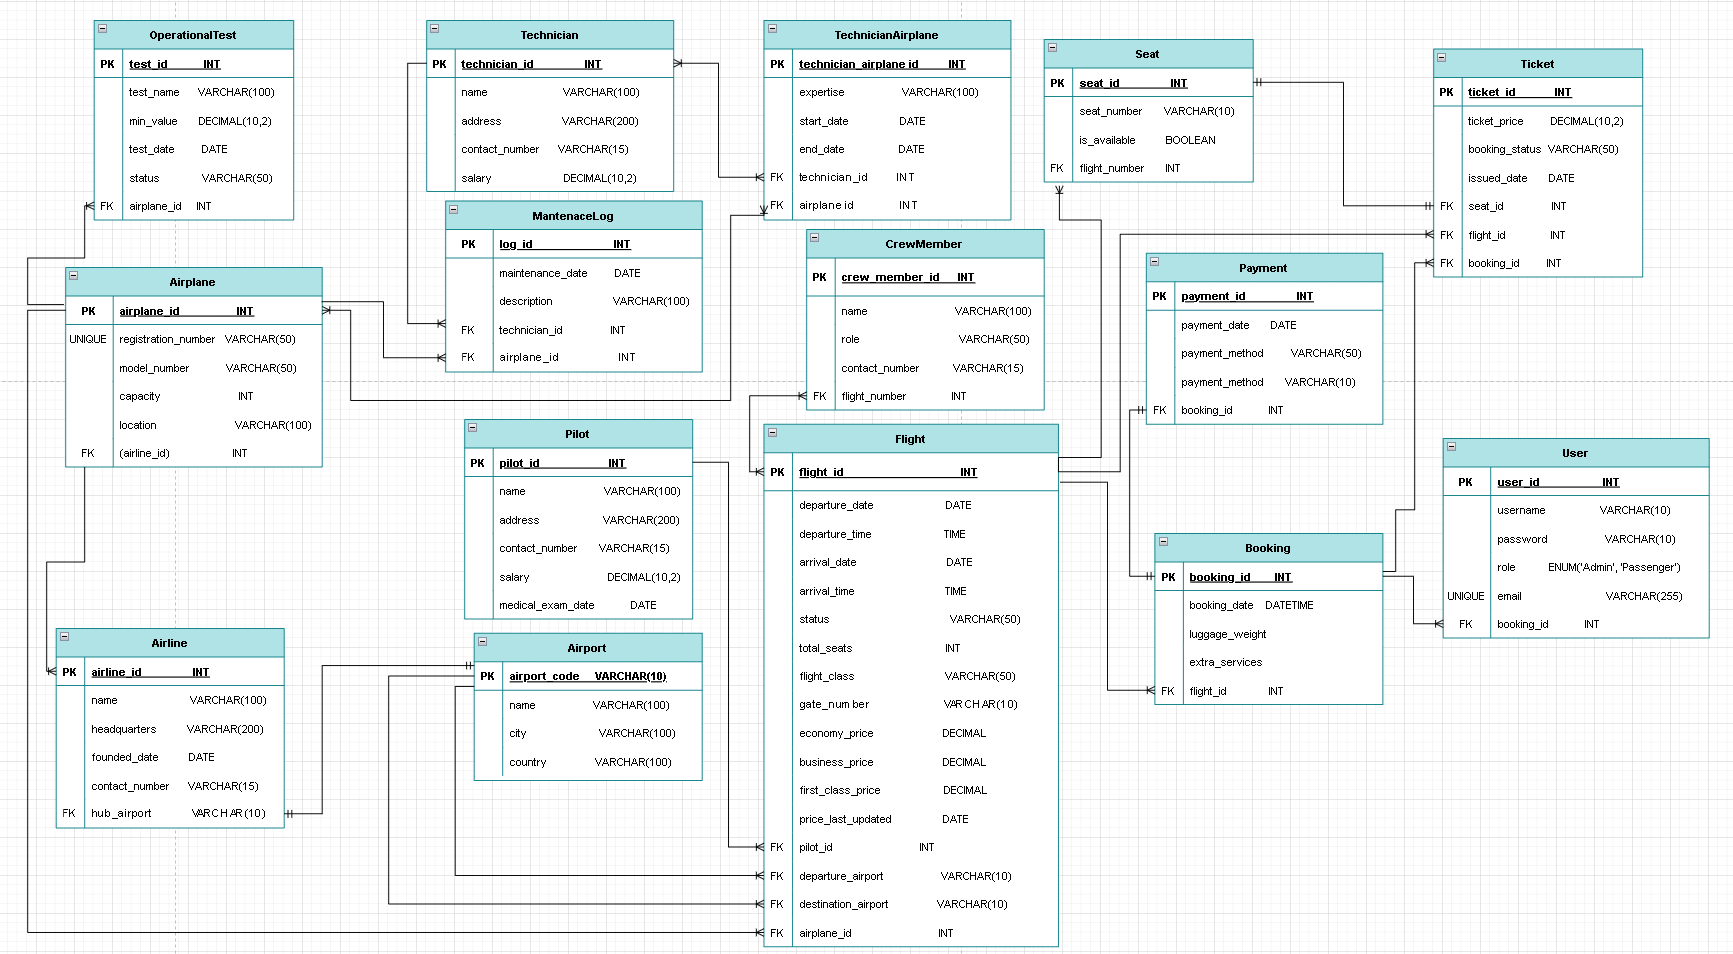 OperationalTest
PK test_id INT
test_name VARCHAR(100)
min_value DECIMAL(10,2)
test_date DATE
status VARCHAR(50)
FK airplane_id INT
Technician
PK technician_id INT
name VARCHAR(100)
address VARCHAR(200)
contact_number VARCHAR(15)
salary DECIMAL(10,2)
TechnicianAirplane
PK technician_airplane id INT
expertise VARCHAR(100)
start_date DATE
end_date DATE
FK technician_id INT
FK airplane id INT
Seat
PK seat_id INT
seat_number VARCHAR(10)
is_available BOOLEAN
FK flight_number INT
Ticket
PK ticket_id INT
ticket_price DECIMAL(10,2)
booking_status VARCHAR(50)
issued_date DATE
FK seat_id INT
FK flight_id INT
FK booking_id INT
MantenaceLog
PK log_id INT
maintenance_date DATE
description VARCHAR(100)
FK technician_id INT
FK airplane_id INT
CrewMember
PK crew_member_id INT
name VARCHAR(100)
role VARCHAR(50)
contact_number VARCHAR(15)
FK flight_number INT
Payment
PK payment_id INT
payment_date DATE
payment_method VARCHAR(50)
payment_method VARCHAR(10)
FK booking_id INT
Airplane
PK airplane_id INT
UNIQUE registration_number VARCHAR(50)
model_number VARCHAR(50)
capacity INT
location VARCHAR(100)
FK (airline_id) INT
Pilot
PK pilot_id INT
name VARCHAR(100)
address VARCHAR(200)
contact_number VARCHAR(15)
salary DECIMAL(10,2)
medical_exam_date DATE
Flight
PK flight_id INT
departure_date DATE
departure_time TIME
arrival_date DATE
arrival_time TIME
status VARCHAR(50)
total_seats INT
flight_class VARCHAR(50)
gate_number VARCHAR(10)
economy_price DECIMAL
business_price DECIMAL
first_class_price DECIMAL
price_last_updated DATE
FK pilot_id INT
FK departure_airport VARCHAR(10)
FK destination_airport VARCHAR(10)
FK airplane_id INT
User
PK user_id INT
username VARCHAR(10)
password VARCHAR(10)
role ENUM('Admin', 'Passenger')
UNIQUE email VARCHAR(255)
FK booking_id INT
Booking
PK booking_id INT
booking_date DATETIME
luggage_weight
extra_services
FK flight_id INT
Airline
PK airline_id INT
name VARCHAR(100)
headquarters VARCHAR(200)
founded_date DATE
contact_number VARCHAR(15)
FK hub_airport VARCHAR(10)
Airport
PK airport_code VARCHAR(10)
name VARCHAR(100)
city VARCHAR(100)
country VARCHAR(100)